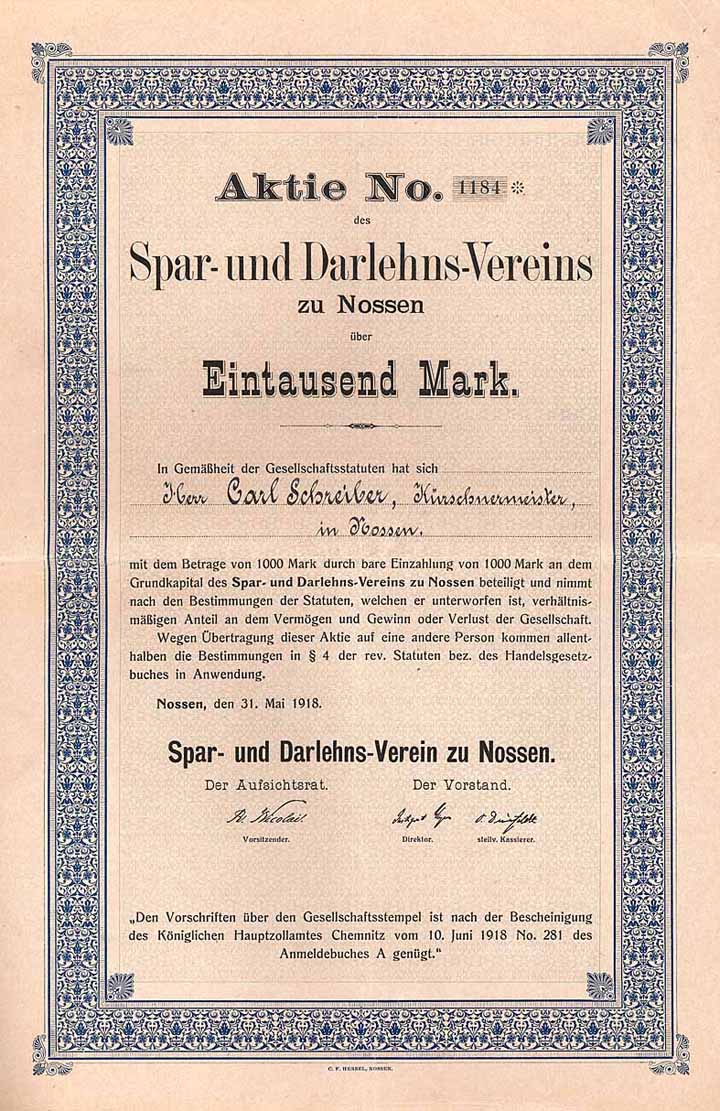 Aktie No. 1184 *
des
Spar- und Darlehns-Vereins
zu Nossen
über
Eintausend Mark.
In Gemäßheit der Gesellschaftsstatuten hat sich
Herr Carl Schreiber, Kürschnermeister,
in Nossen.
mit dem Betrage von 1000 Mark durch bare Einzahlung von 1000 Mark an dem
Grundkapital des Spar- und Darlehns-Vereins zu Nossen beteiligt und nimmt
nach den Bestimmungen der Statuten, welchen er unterworfen ist, verhältnis-
mäßigen Anteil an dem Vermögen und Gewinn oder Verlust der Gesellschaft.
Wegen Übertragung dieser Aktie auf eine andere Person kommen allent-
halben die Bestimmungen in § 4 der rev. Statuten bez. des Handelsgesetz-
buches in Anwendung.
Nossen, den 31. Mai 1918.
Spar- und Darlehns-Verein zu Nossen.
Der Aufsichtsrat. Der Vorstand.
Vorsitzender. Direktor. stellv. Kassierer.
„Den Vorschriften über den Gesellschaftsstempel ist nach der Bescheinigung
des Königlichen Hauptzollamtes Chemnitz vom 10. Juni 1918 No. 281 des
Anmeldebuches A genügt."
C. F. HENSEL, NOSSEN.